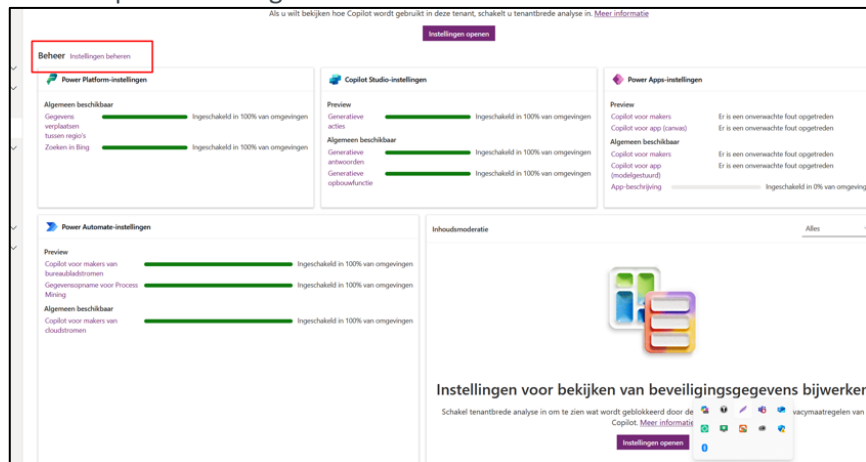 Als u wilt bekijken hoe Copilot wordt gebruikt in deze tenant, schakelt u tenantbrede analyse in. Meer informatie
Instellingen openen
Beheer Instellingen beheren
Power Platform-instellingen
Algemeen beschikbaar
Gegevens
verplaatsen
tussen regio's
Ingeschakeld in 100% van omgevingen
Zoeken in Bing
Ingeschakeld in 100% van omgevingen
Copilot Studio-instellingen
Preview
Generatieve
acties
Ingeschakeld in 100% van omgevingen
Algemeen beschikbaar
Generatieve
antwoorden
Ingeschakeld in 100% van omgevingen
Generatieve
opbouwfunctie
Ingeschakeld in 100% van omgevingen
Power Apps-instellingen
Preview
Copilot voor makers Er is een onverwachte fout opgetreden
Copilot voor app (canvas) Er is een onverwachte fout opgetreden
Algemeen beschikbaar
Copilot voor makers Er is een onverwachte fout opgetreden
Copilot voor app Er is een onverwachte fout opgetreden
(modelgestuurd)
App-beschrijving Ingeschakeld in 0% van omgeving
Power Automate-instellingen
Preview
Copilot voor makers van
bureaubladstromen
Ingeschakeld in 100% van omgevingen
Gegevensopname voor Process
Mining
Ingeschakeld in 100% van omgevingen
Algemeen beschikbaar
Copilot voor makers van
cloudstromen
Ingeschakeld in 100% van omgevingen
Inhoudsmoderatie
Alles
Instellingen voor bekijken van beveiligingsgegevens bijwerken
Schakel tenantbrede analyse in om te zien wat wordt geblokkeerd door de vacymaatregelen van
Copilot. Meer informatie
Instellingen openen